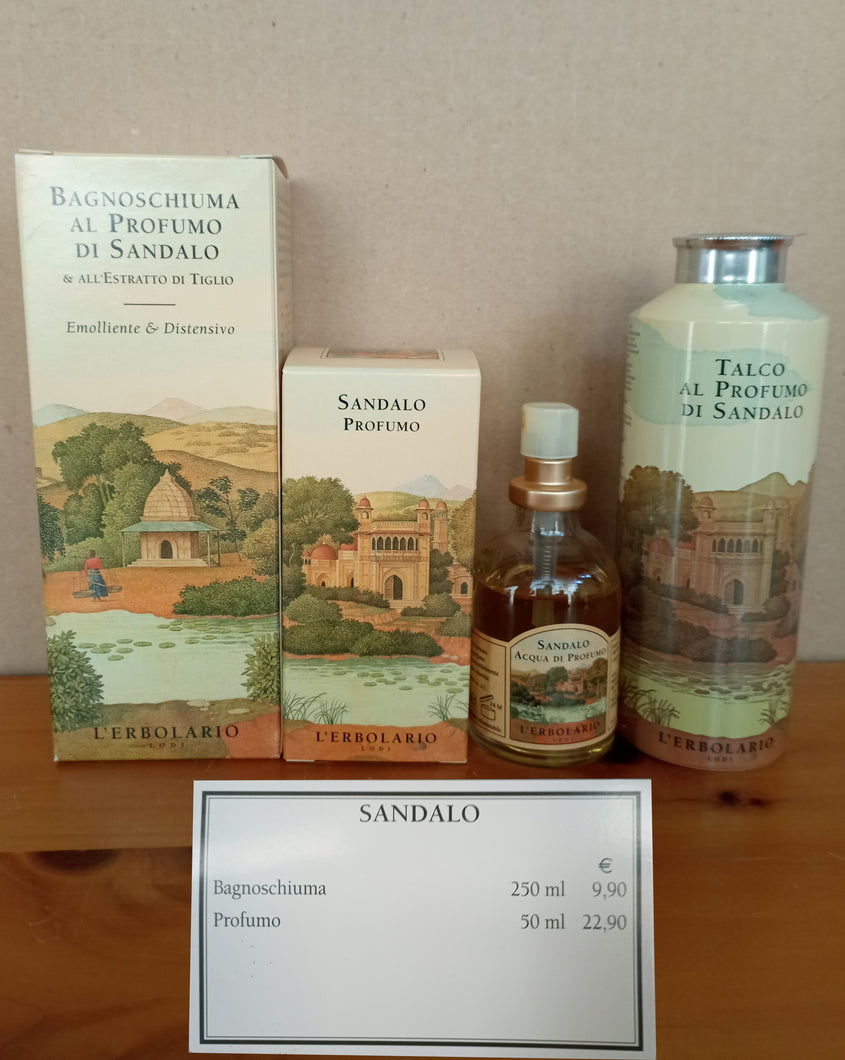 BAGNOSCHIUMA
AL PROFUMO
DI SANDALO
& ALL'ESTRATTO DI TIGLIO
Emolliente & Distensivo
L'ERBOLARIO
LODI
SANDALO
PROFUMO
L'ERBOLARIO
LODI
SANDALO
ACQUA DI PROFUMO
24 M
L'ERBOLARIO
LODI
TALCO
AL PROFUMO
DI SANDALO
L'ERBOLARIO
LODI
SANDALO
€
Bagnoschiuma 250 ml 9,90
Profumo 50 ml 22,90